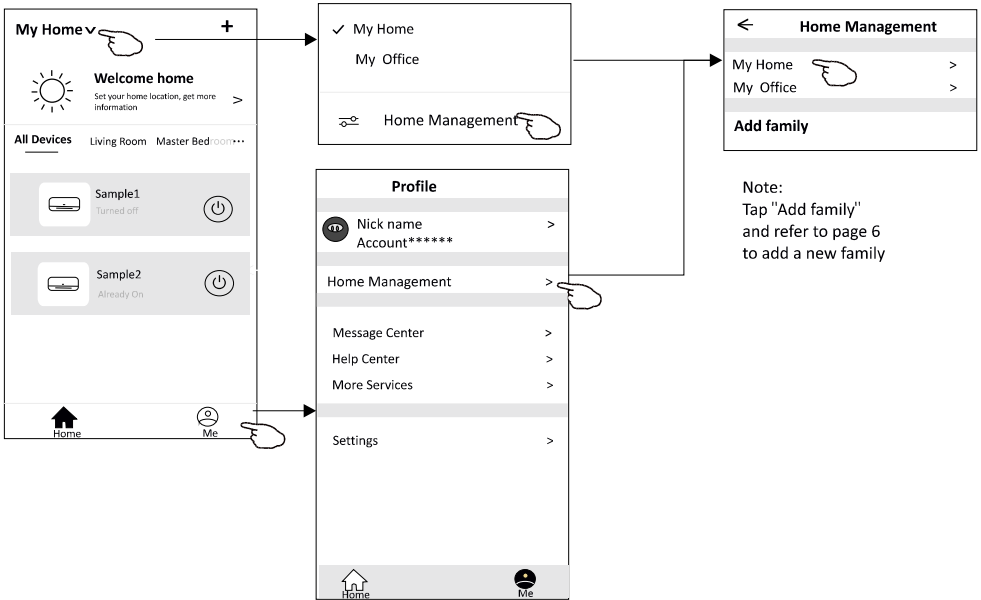 My Home
+
Welcome home
Set your home location, get more
information
>
All Devices Living Room Master Bedroom ···
Sample1
Turned off
Sample2
Already On
Home
Me
✓ My Home
My Office
Home Management
Profile
Nick name >
Account******
Home Management >
Message Center >
Help Center >
More Services >
Settings >
Home
Me
← Home Management
My Home >
My Office >
Add family
Note:
Tap "Add family"
and refer to page 6
to add a new family